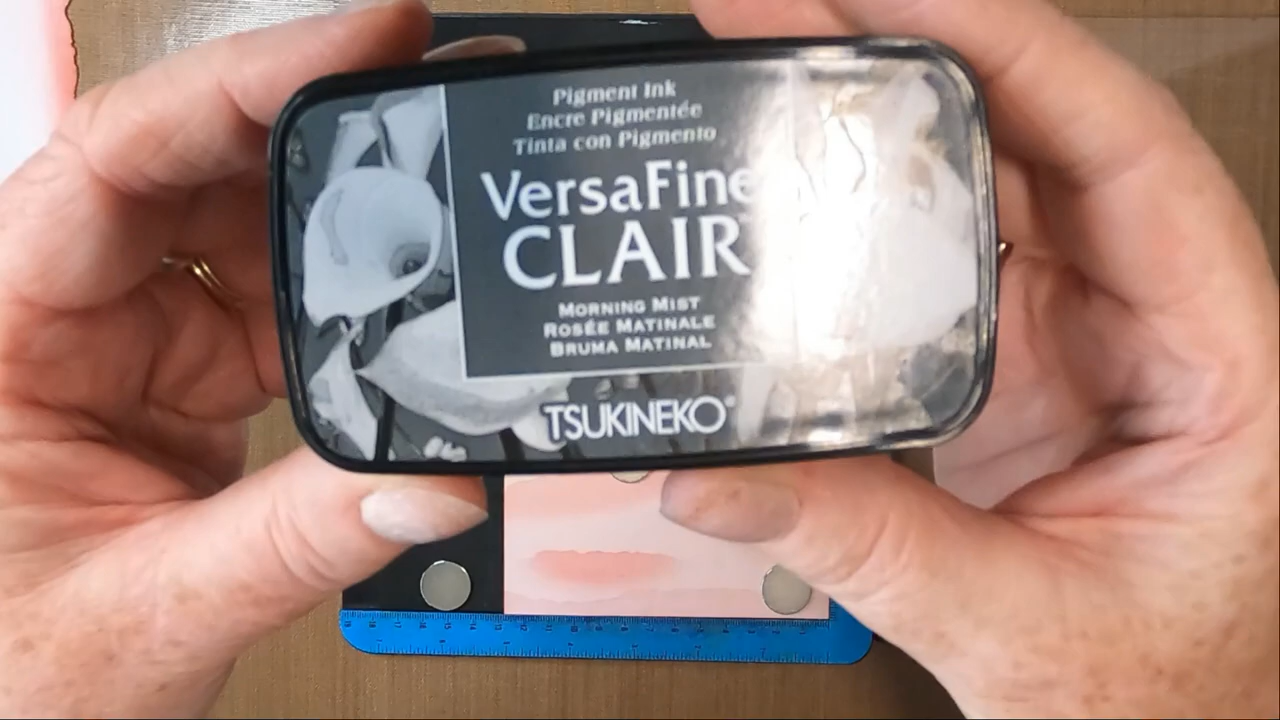 Pigment Ink
Encre Pigmentée
Tinta con Pigmento
VersaFine
CLAIR
MORNING MIST
ROSÉE MATINALE
BRUMA MATINAL
TSUKINEKO®